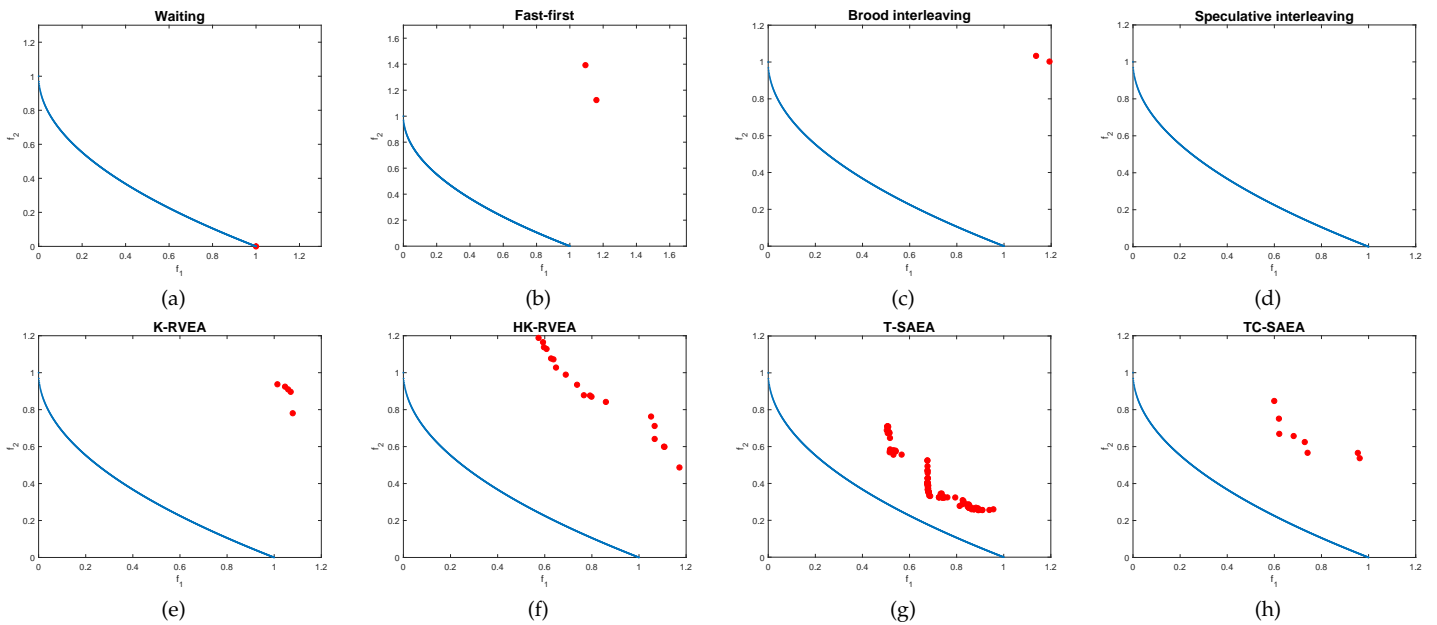 Waiting
Fast-first
Brood interleaving
Speculative interleaving
1.2
1
0.8
0.6
0.4
0.2
0
f2
0 0.2 0.4 0.6 0.8 1 1.2
f1
1.6
1.4
1.2
1
0.8
0.6
0.4
0.2
0
f2
0 0.2 0.4 0.6 0.8 1 1.2 1.4 1.6
f1
1.2
1
0.8
0.6
0.4
0.2
0
f2
0 0.2 0.4 0.6 0.8 1 1.2
f1
1.2
1
0.8
0.6
0.4
0.2
0
f2
0 0.2 0.4 0.6 0.8 1 1.2
f1
(a)
(b)
(c)
(d)
K-RVEA
HK-RVEA
T-SAEA
TC-SAEA
1.2
1
0.8
0.6
0.4
0.2
0
f2
0 0.2 0.4 0.6 0.8 1 1.2
f1
1.2
1
0.8
0.6
0.4
0.2
0
f2
0 0.2 0.4 0.6 0.8 1 1.2
f1
1.2
1
0.8
0.6
0.4
0.2
0
f2
0 0.2 0.4 0.6 0.8 1 1.2
f1
1.2
1
0.8
0.6
0.4
0.2
0
f2
0 0.2 0.4 0.6 0.8 1 1.2
f1
(e)
(f)
(g)
(h)